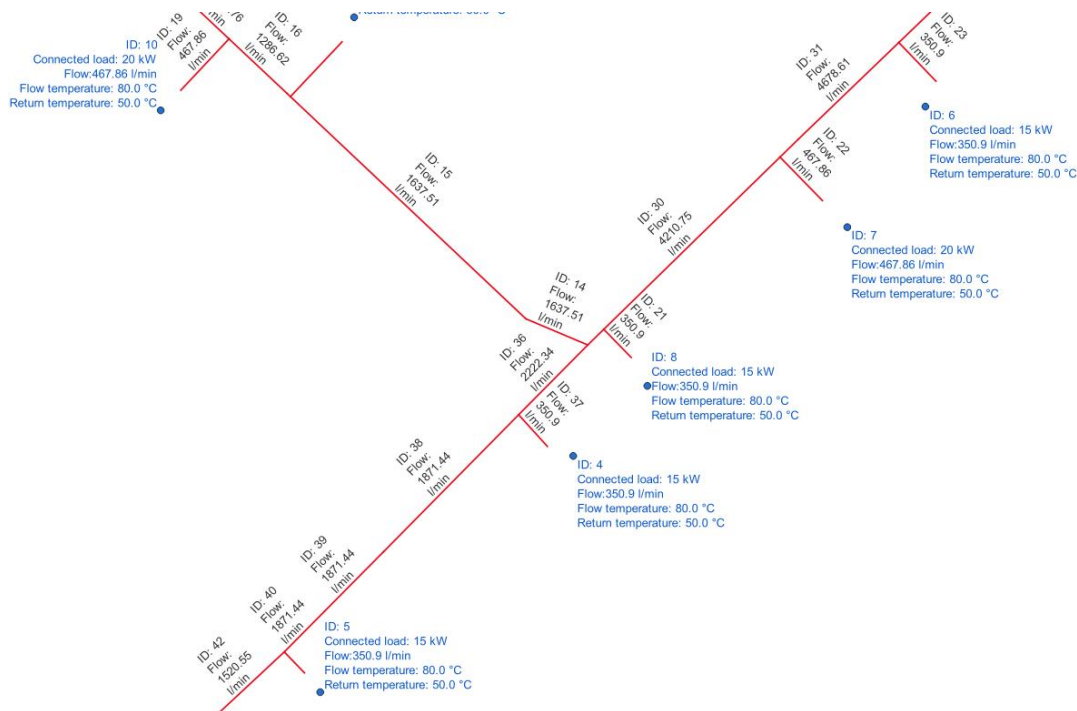 Return temperature: 50.0 °C
ID: 19
Flow:
467.86
l/min
.76
l/min
ID: 16
Flow:
1286.62
l/min
ID: 10
Connected load: 20 kW
Flow:467.86 l/min
Flow temperature: 80.0 °C
Return temperature: 50.0 °C
ID: 23
Flow:
350.9
l/min
ID: 31
Flow:
4678.61
l/min
ID: 6
Connected load: 15 kW
Flow:350.9 l/min
Flow temperature: 80.0 °C
Return temperature: 50.0 °C
ID: 22
Flow:
467.86
l/min
ID: 15
Flow:
1637.51
l/min
ID: 30
Flow:
4210.75
l/min
ID: 7
Connected load: 20 kW
Flow:467.86 l/min
Flow temperature: 80.0 °C
Return temperature: 50.0 °C
ID: 14
Flow:
1637.51
l/min
ID: 21
Flow:
350.9
l/min
ID: 36
Flow:
2222.34
l/min
ID: 8
Connected load: 15 kW
Flow:350.9 l/min
Flow temperature: 80.0 °C
Return temperature: 50.0 °C
ID: 37
Flow:
350.9
l/min
ID: 38
Flow:
1871.44
l/min
ID: 4
Connected load: 15 kW
Flow:350.9 l/min
Flow temperature: 80.0 °C
Return temperature: 50.0 °C
ID: 39
Flow:
1871.44
l/min
ID: 40
Flow:
1871.44
l/min
ID: 5
Connected load: 15 kW
Flow:350.9 l/min
Flow temperature: 80.0 °C
Return temperature: 50.0 °C
ID: 42
Flow:
1520.55
l/min